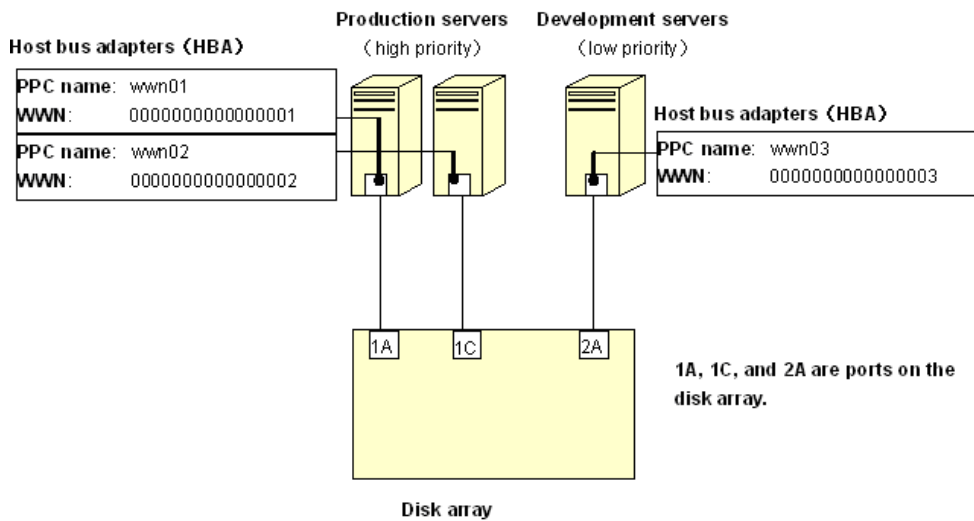 Production servers
（high priority）
Development servers
（low priority）
Host bus adapters（HBA）
PPC name: wwn01
WWN: 0000000000000001
PPC name: wwn02
WWN: 0000000000000002
Host bus adapters（HBA）
PPC name: wwn03
WWN: 0000000000000003
1A
1C
2A
1A, 1C, and 2A are ports on the
disk array.
Disk array